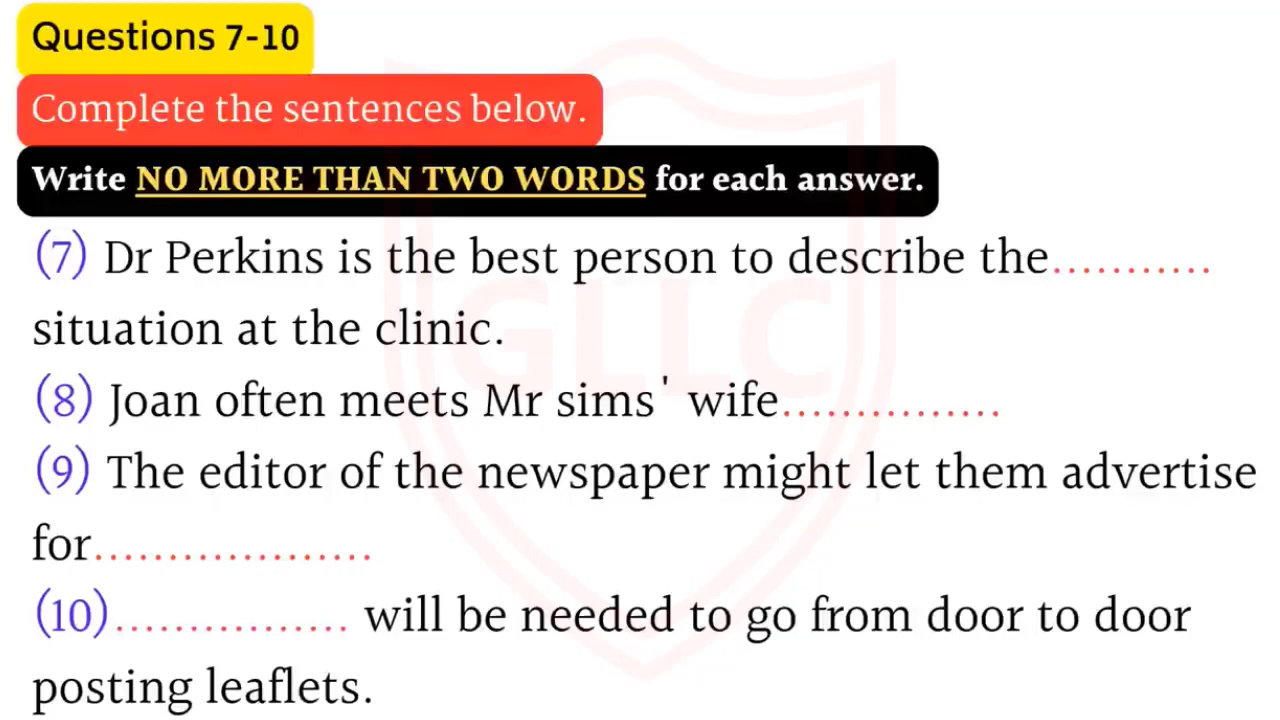 Questions 7-10
Complete the sentences below.
Write NO MORE THAN TWO WORDS for each answer.
(7) Dr Perkins is the best person to describe the...........
situation at the clinic.
(8) Joan often meets Mr sims' wife...............
(9) The editor of the newspaper might let them advertise
for...................
(10)................ will be needed to go from door to door
posting leaflets.
GLLC